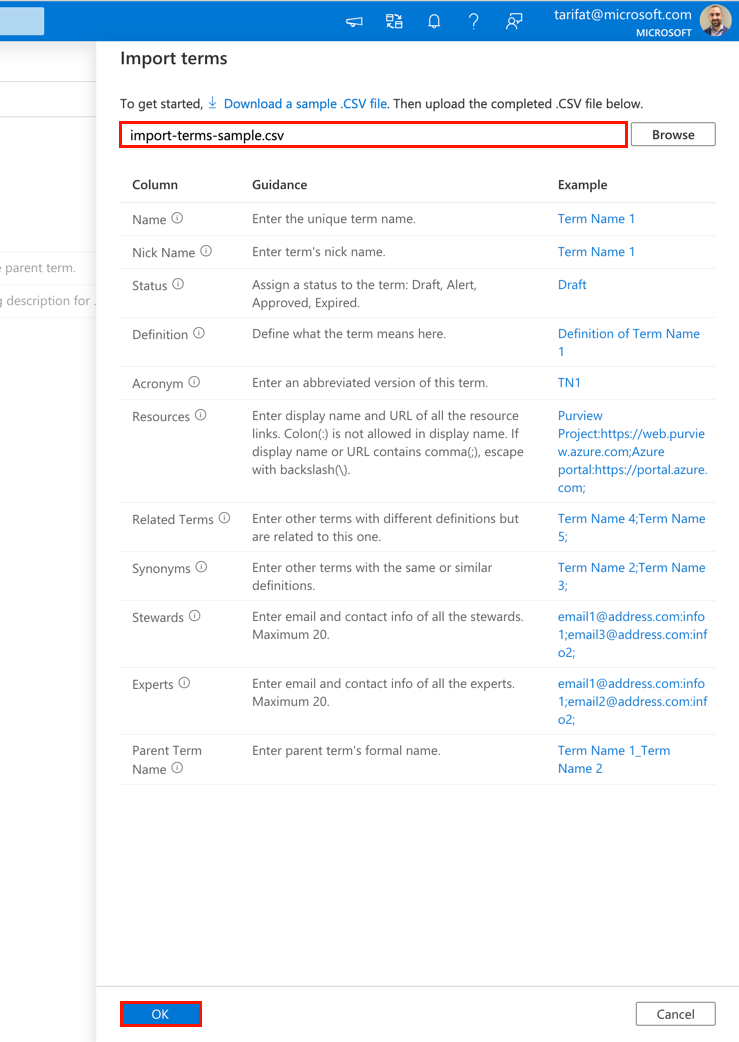 tarifat@microsoft.com
MICROSOFT
Import terms
To get started, Download a sample .CSV file. Then upload the completed .CSV file below.
import-terms-sample.csv
Browse
Column Guidance Example
Name Enter the unique term name. Term Name 1
Nick Name Enter term's nick name. Term Name 1
e parent term.
Status Assign a status to the term: Draft, Alert, Draft
Approved, Expired.
g description for .
Definition Define what the term means here. Definition of Term Name
1
Acronym Enter an abbreviated version of this term. TN1
Resources Enter display name and URL of all the resource Purview
links. Colon(:) is not allowed in display name. If Project:https://web.purvie
display name or URL contains comma(;), escape w.azure.com;Azure
with backslash(\). portal:https://portal.azure.
com;
Related Terms Enter other terms with different definitions but Term Name 4;Term Name
are related to this one. 5;
Synonyms Enter other terms with the same or similar Term Name 2;Term Name
definitions. 3;
Stewards Enter email and contact info of all the stewards. email1@address.com:info
Maximum 20. 1;email3@address.com:inf
o2;
Experts Enter email and contact info of all the experts. email1@address.com:info
Maximum 20. 1;email2@address.com:inf
o2;
Parent Term Enter parent term's formal name. Term Name 1_Term
Name Name 2
OK
Cancel